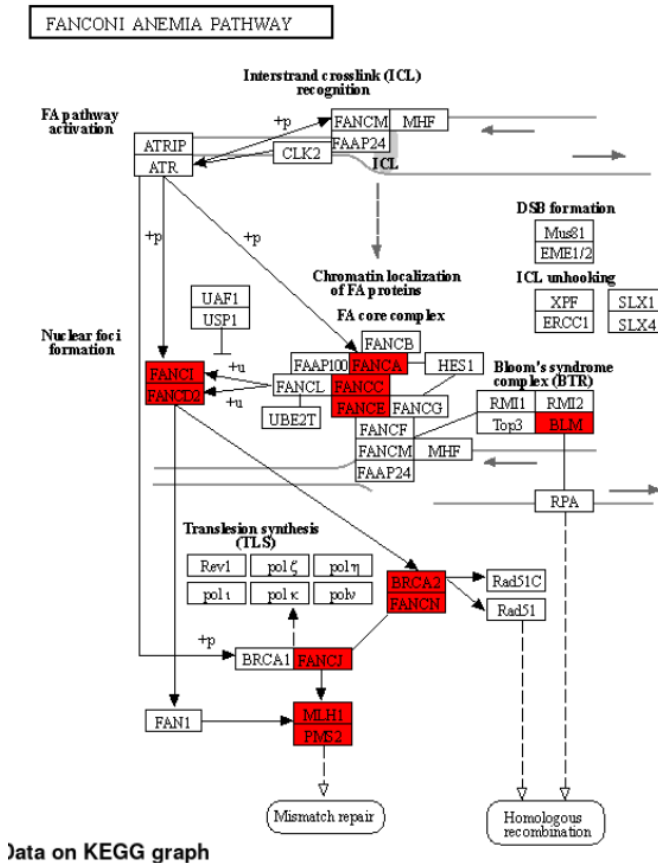 FANCONI ANEMIA PATHWAY
Interstrand crosslink (ICL)
recognition
FA pathway
activation
+p
FANCM MHF
ATRIP
CLK2
FAAP24
ATR
ICL
DSB formation
Mus81
EME1/2
+p
+p
Chromatin localization
of FA proteins
ICL unhooking
UAF1
XPF SLX1
USP1
FA core complex
ERCC1 SLX4
Nuclear foci
formation
FANCB
+u
FAAP100 FANCA HES1
Bloom's syndrome
complex (BTR)
FANCI
FANCL FANCC
FANCD2
RMI1 RMI2
+u
UBE2T
FANCE FANCG
Top3 BLM
FANCF
FANCM MHF
FAAP24
RPA
Translesion synthesis
(TLS)
Rev1 pol ζ pol η
BRCA2 Rad51C
pol ι pol κ polν
FANCN
Rad51
+p
BRCA1 FANCJ
FAN1
MLH1
PMS2
Mismatch repair
Homologous
recombination
Data on KEGG graph